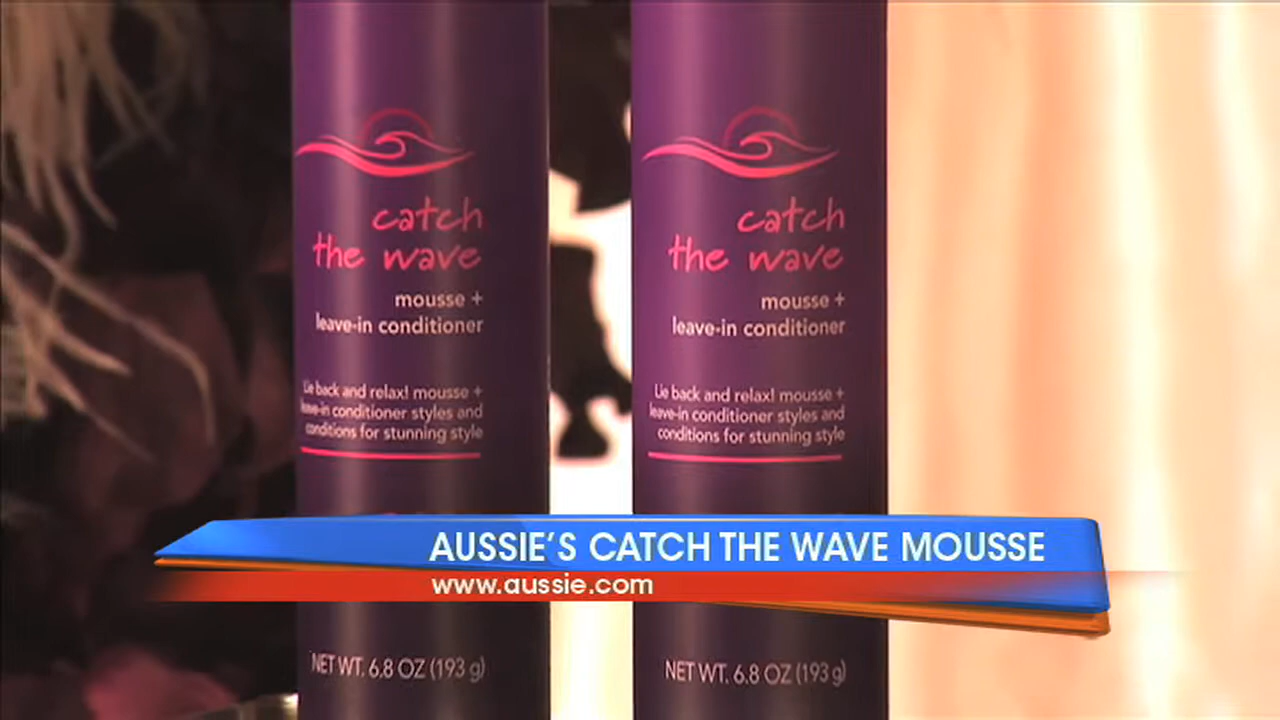 catch
the wave
mousse +
leave-in conditioner
Lie back and relax! mousse +
leave-in conditioner styles and
conditions for stunning style
NET WT. 6.8 OZ (193 g)
catch
the wave
mousse +
leave-in conditioner
Lie back and relax! mousse +
leave-in conditioner styles and
conditions for stunning style
NET WT. 6.8 OZ (193 g)
AUSSIE'S CATCH THE WAVE MOUSSE
www.aussie.com